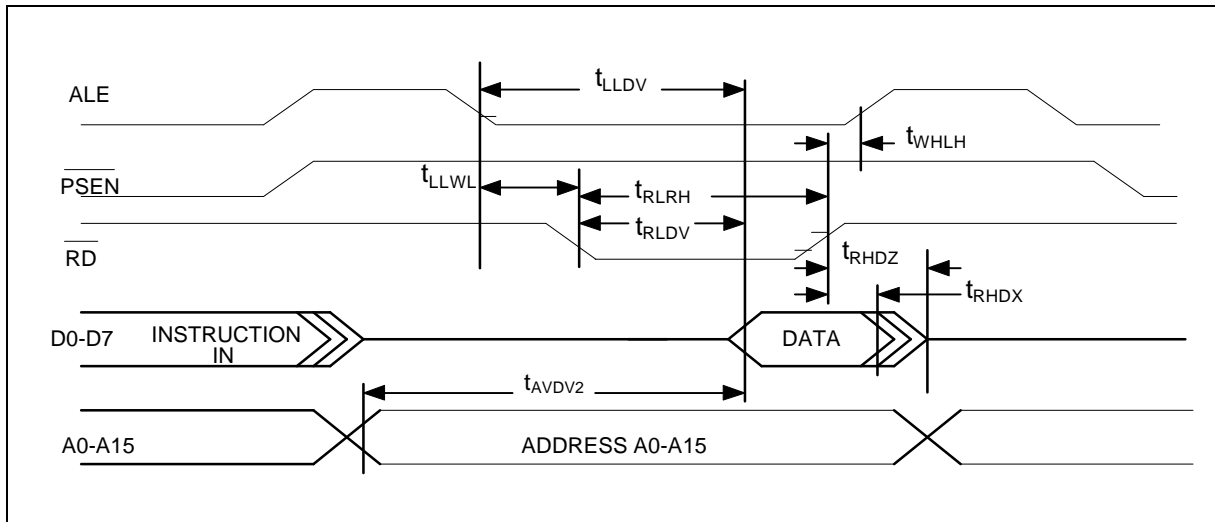 ALE
tLLDV
tWHLH
PSEN
tLLWL
tRLRH
tRLDV
RD
tRHDZ
tRHDX
D0-D7
INSTRUCTION
IN
DATA
tAVDV2
A0-A15
ADDRESS A0-A15